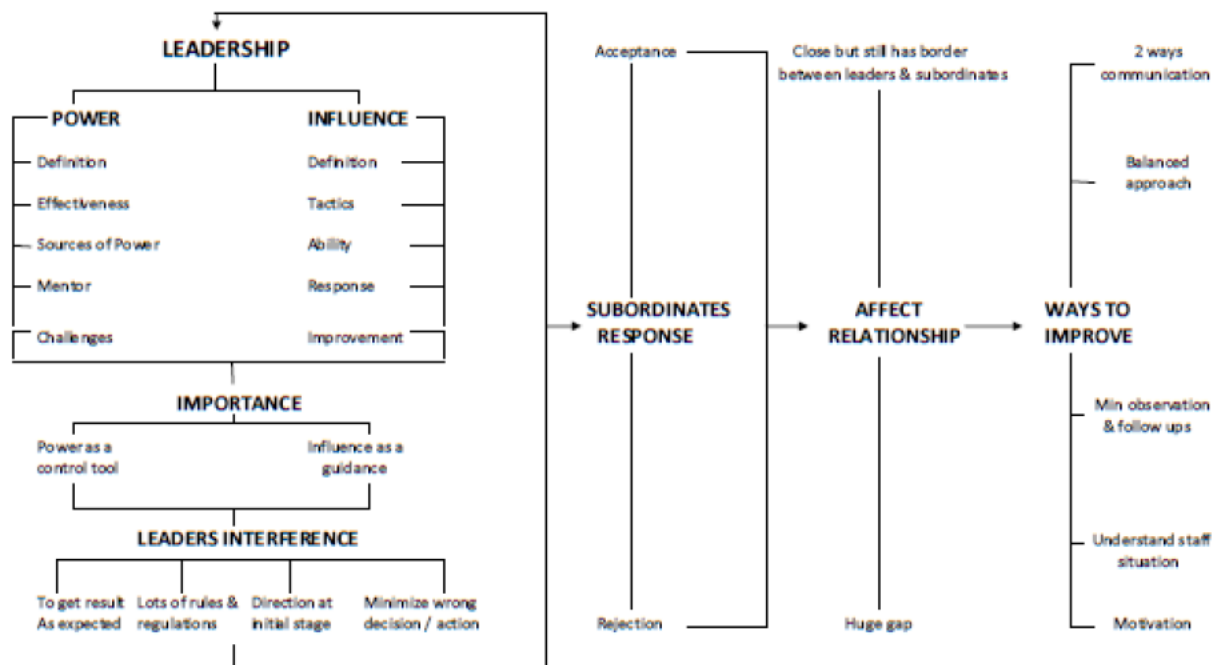 LEADERSHIP
POWER
Definition
Effectiveness
Sources of Power
Mentor
Challenges
INFLUENCE
Definition
Tactics
Ability
Response
Improvement
IMPORTANCE
Power as a
control tool
Influence as a
guidance
LEADERS INTERFERENCE
To get result
As expected
Lots of rules &
regulations
Direction at
initial stage
Minimize wrong
decision / action
Acceptance
SUBORDINATES
RESPONSE
Rejection
Close but still has border
between leaders & subordinates
AFFECT
RELATIONSHIP
Huge gap
2 ways
communication
Balanced
approach
WAYS TO
IMPROVE
Min observation
& follow ups
Understand staff
situation
Motivation